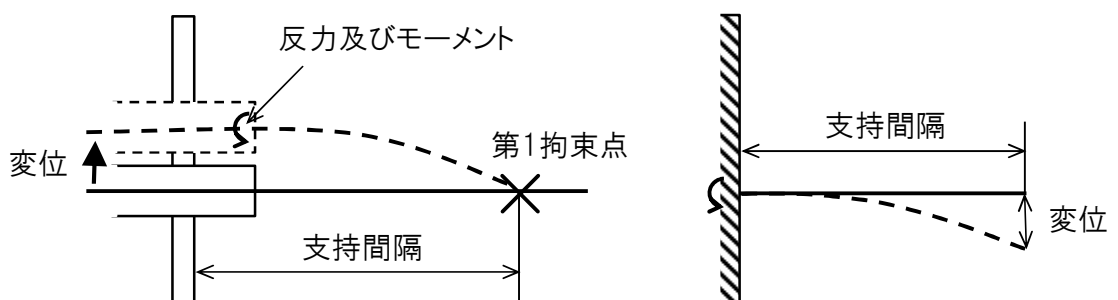 反力及びモーメント
変位
第1拘束点
支持間隔
支持間隔
変位